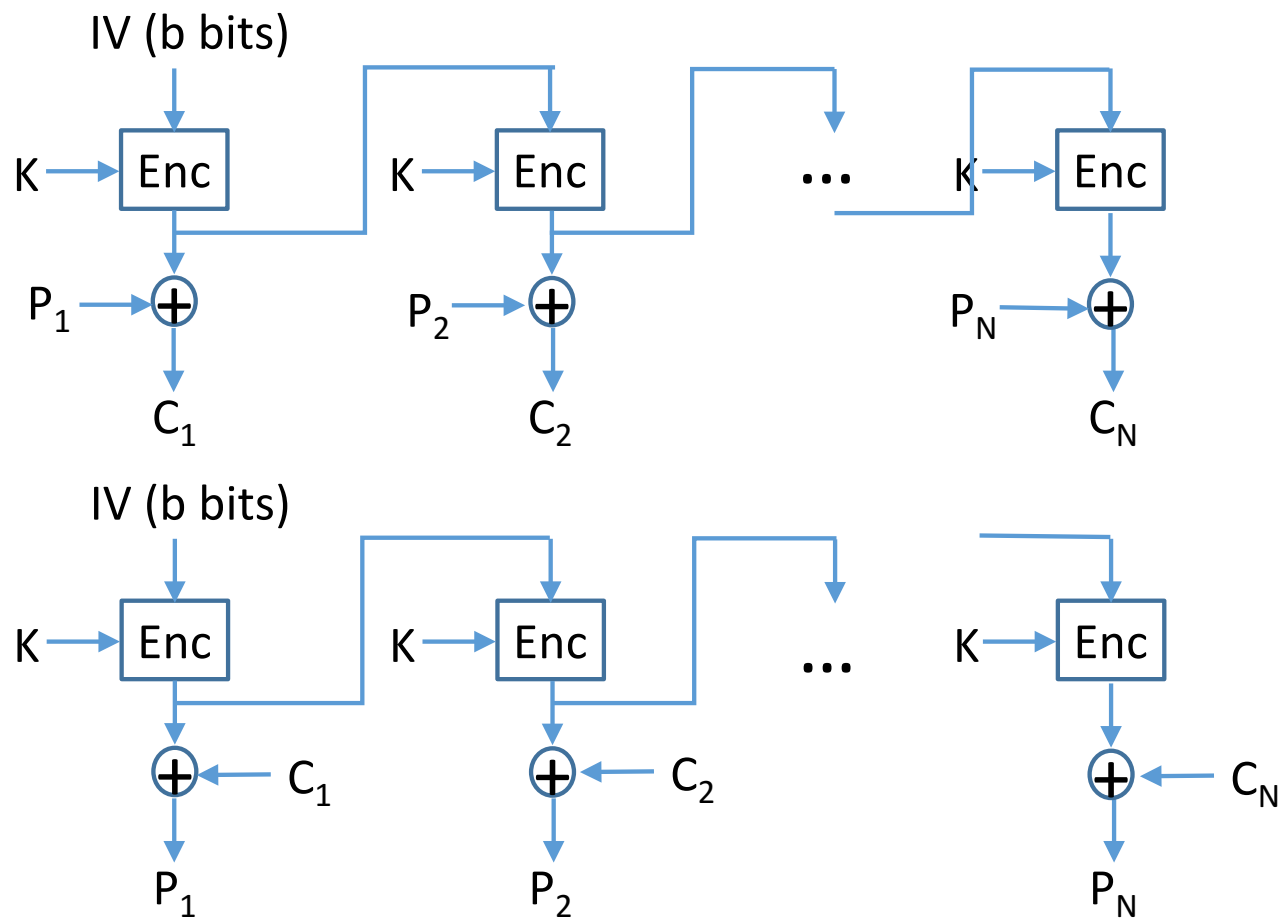 IV (b bits)
K Enc K Enc ... K Enc
P1 P2 PN
C1 C2 CN
IV (b bits)
K Enc K Enc ... K Enc
C1 C2 CN
P1 P2 PN